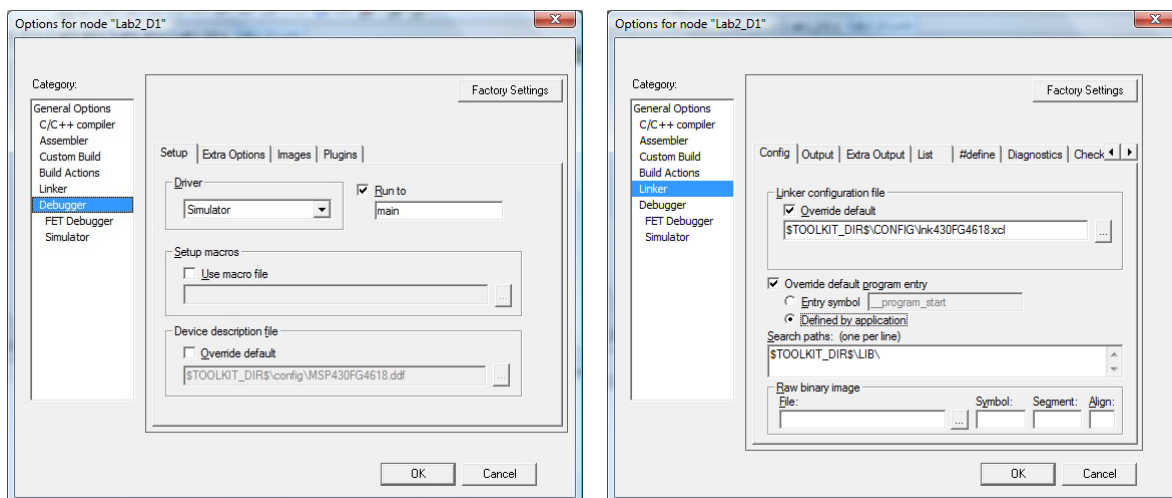 Options for node "Lab2_D1"
Category:
Factory Settings
General Options
C/C++ compiler
Assembler
Custom Build
Build Actions
Linker
Debugger
FET Debugger
Simulator
Setup Extra Options Images Plugins
Driver
Simulator
Run to
main
Setup macros
Use macro file
...
Device description file
Override default
$TOOLKIT_DIR$\config\MSP430FG4618.ddf
...
OK Cancel
Options for node "Lab2_D1"
Category:
Factory Settings
General Options
C/C++ compiler
Assembler
Custom Build
Build Actions
Linker
Debugger
FET Debugger
Simulator
Config Output Extra Output List #define Diagnostics Check
Linker configuration file
Override default
$TOOLKIT_DIR$\CONFIG\lnk430FG4618.xcl
...
Override default program entry
Entry symbol __program_start
Defined by application
Search paths: (one per line)
$TOOLKIT_DIR$\LIB\
Raw binary image
File: Symbol: Segment: Align:
...
OK Cancel